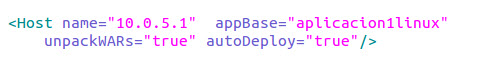 <Host name="10.0.5.1"  appBase="aplicacion1linux"
    unpackWARs="true" autoDeploy="true"/>